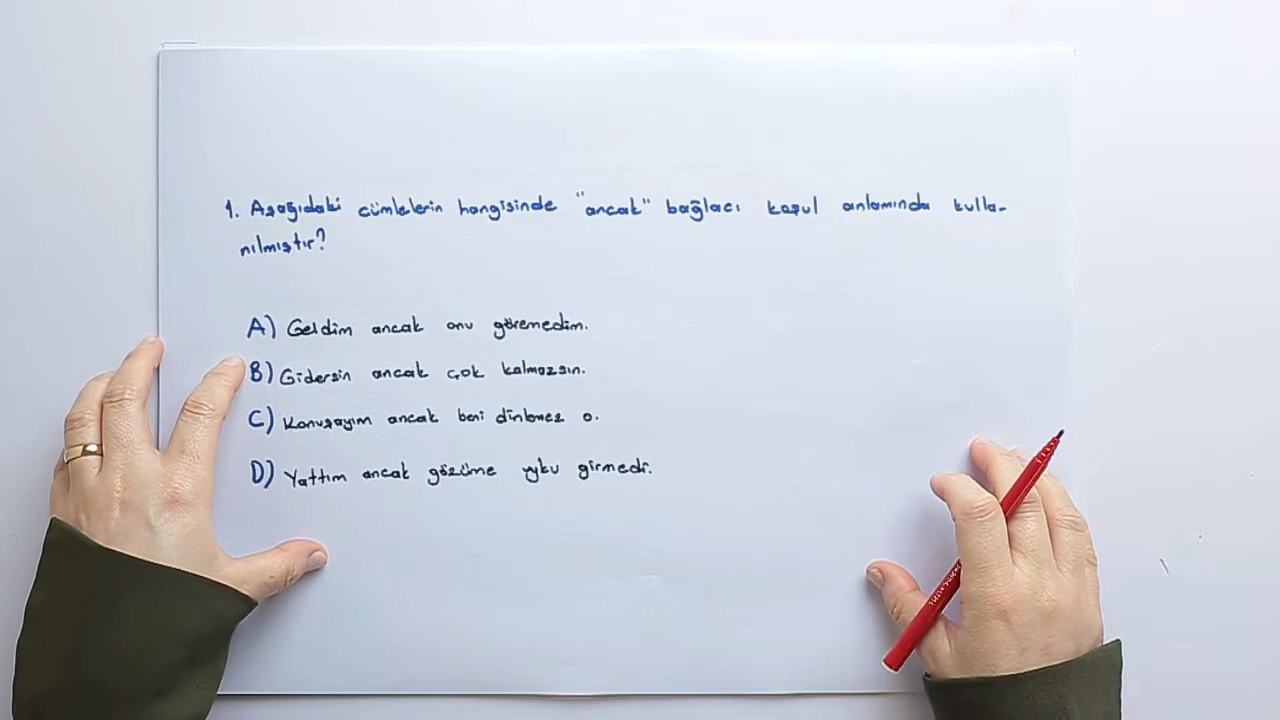 1. Aşağıdaki cümlelerin hangisinde "ancak" bağlacı koşul anlamında kulla-
nılmıştır?
A) Geldim ancak onu göremedim.
B) Gidersin ancak çok kalmazsın.
C) Konuşayım ancak beni dinlemez o.
D) Yattım ancak gözüme uyku girmedi.